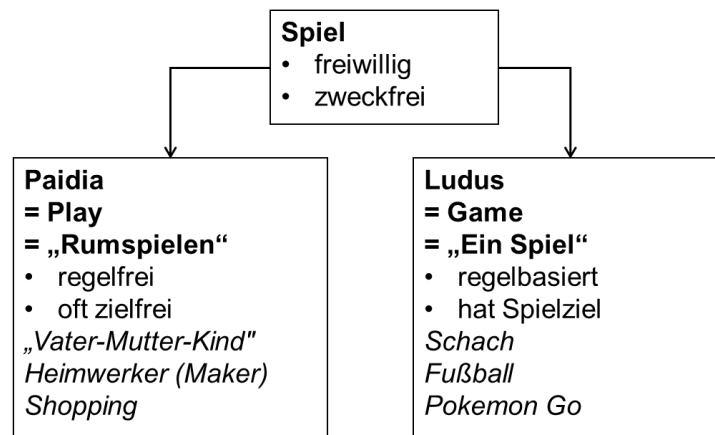 Spiel
• freiwillig
• zweckfrei
Paidia
= Play
= „Rumspielen“
• regelfrei
• oft zielfrei
„Vater-Mutter-Kind"
Heimwerker (Maker)
Shopping
Ludus
= Game
= „Ein Spiel“
• regelbasiert
• hat Spielziel
Schach
Fußball
Pokemon Go